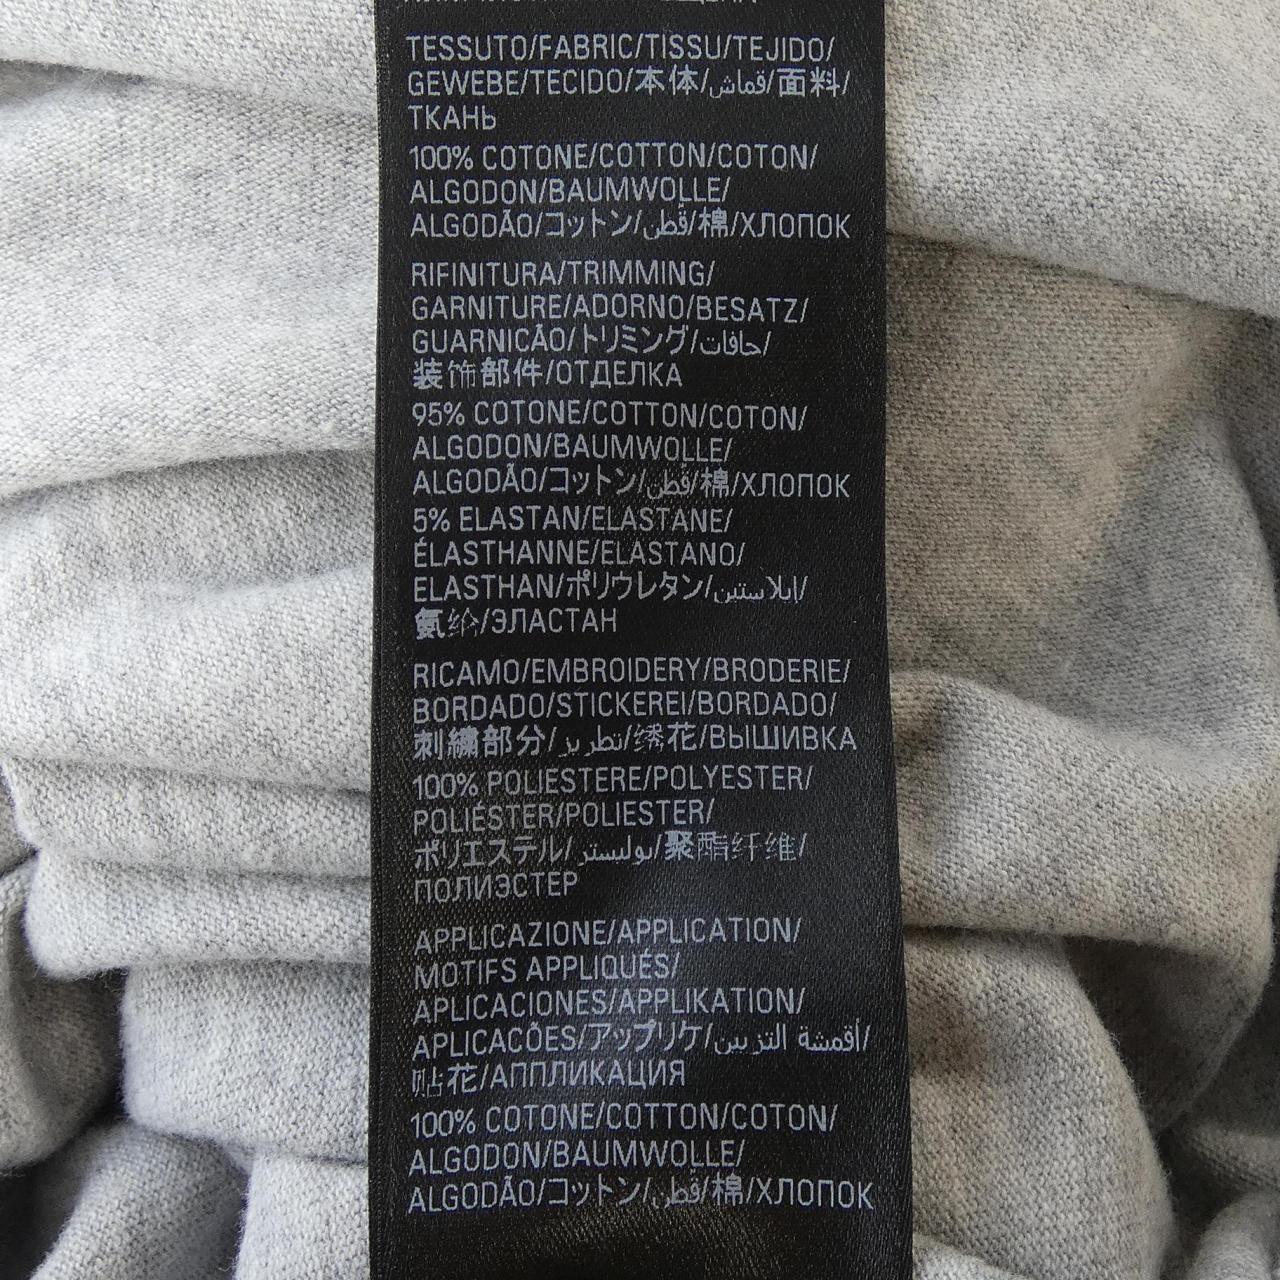 TESSUTO/FABRIC/TISSU/TEJIDO/
GEWEBE/TECIDO/本体/قماش/面料/
ТКАНЬ
100% COTONE/COTTON/COTON/
ALGODON/BAUMWOLLE/
ALGODÃO/コットン/قطن/棉/ХЛОПОК
RIFINITURA/TRIMMING/
GARNITURE/ADORNO/BESATZ/
GUARNICÃO/トリミング/حافات/
装饰部件/ОТДЕЛКА
95% COTONE/COTTON/COTON/
ALGODON/BAUMWOLLE/
ALGODÃO/コットン/قطن/棉/ХЛОПОК
5% ELASTAN/ELASTANE/
ÉLASTHANNE/ELASTANO/
ELASTHAN/ポリウレタン/إيلاستين/
氨纶/ЭЛАСТАН
RICAMO/EMBROIDERY/BRODERIE/
BORDADO/STICKEREI/BORDADO/
刺繍部分/تطريز/绣花/ВЫШИВКА
100% POLIESTERE/POLYESTER/
POLIÉSTER/POLIESTER/
ポリエステル/بوليستر/聚酯纤维/
ПОЛИЭСТЕР
APPLICAZIONE/APPLICATION/
MOTIFS APPLIQUÉS/
APLICACIONES/APPLIKATION/
APLICACÕES/アップリケ/أقمشة التزيين/
贴花/АППЛИКАЦИЯ
100% COTONE/COTTON/COTON/
ALGODON/BAUMWOLLE/
ALGODÃO/コットン/قطن/棉/ХЛОПОК